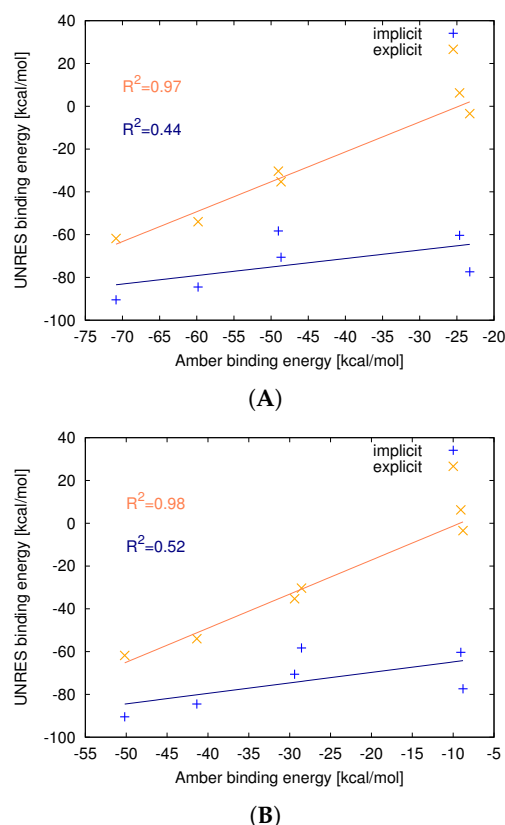 UNRES binding energy [kcal/mol]
40
20
0
-20
-40
-60
-80
-100
implicit
explicit
R²=0.97
R²=0.44
-75 -70 -65 -60 -55 -50 -45 -40 -35 -30 -25 -20
Amber binding energy [kcal/mol]
(A)
UNRES binding energy [kcal/mol]
40
20
0
-20
-40
-60
-80
-100
implicit
explicit
R²=0.98
R²=0.52
-55 -50 -45 -40 -35 -30 -25 -20 -15 -10 -5
Amber binding energy [kcal/mol]
(B)